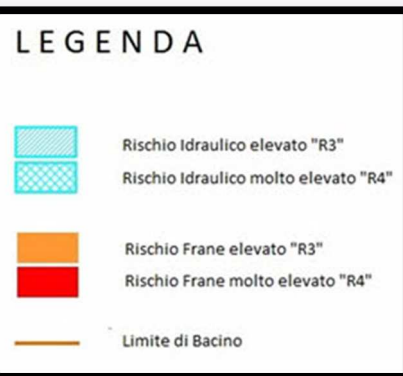 LEGENDA
Rischio Idraulico elevato "R3"
Rischio Idraulico molto elevato "R4"
Rischio Frane elevato "R3"
Rischio Frane molto elevato "R4"
Limite di Bacino